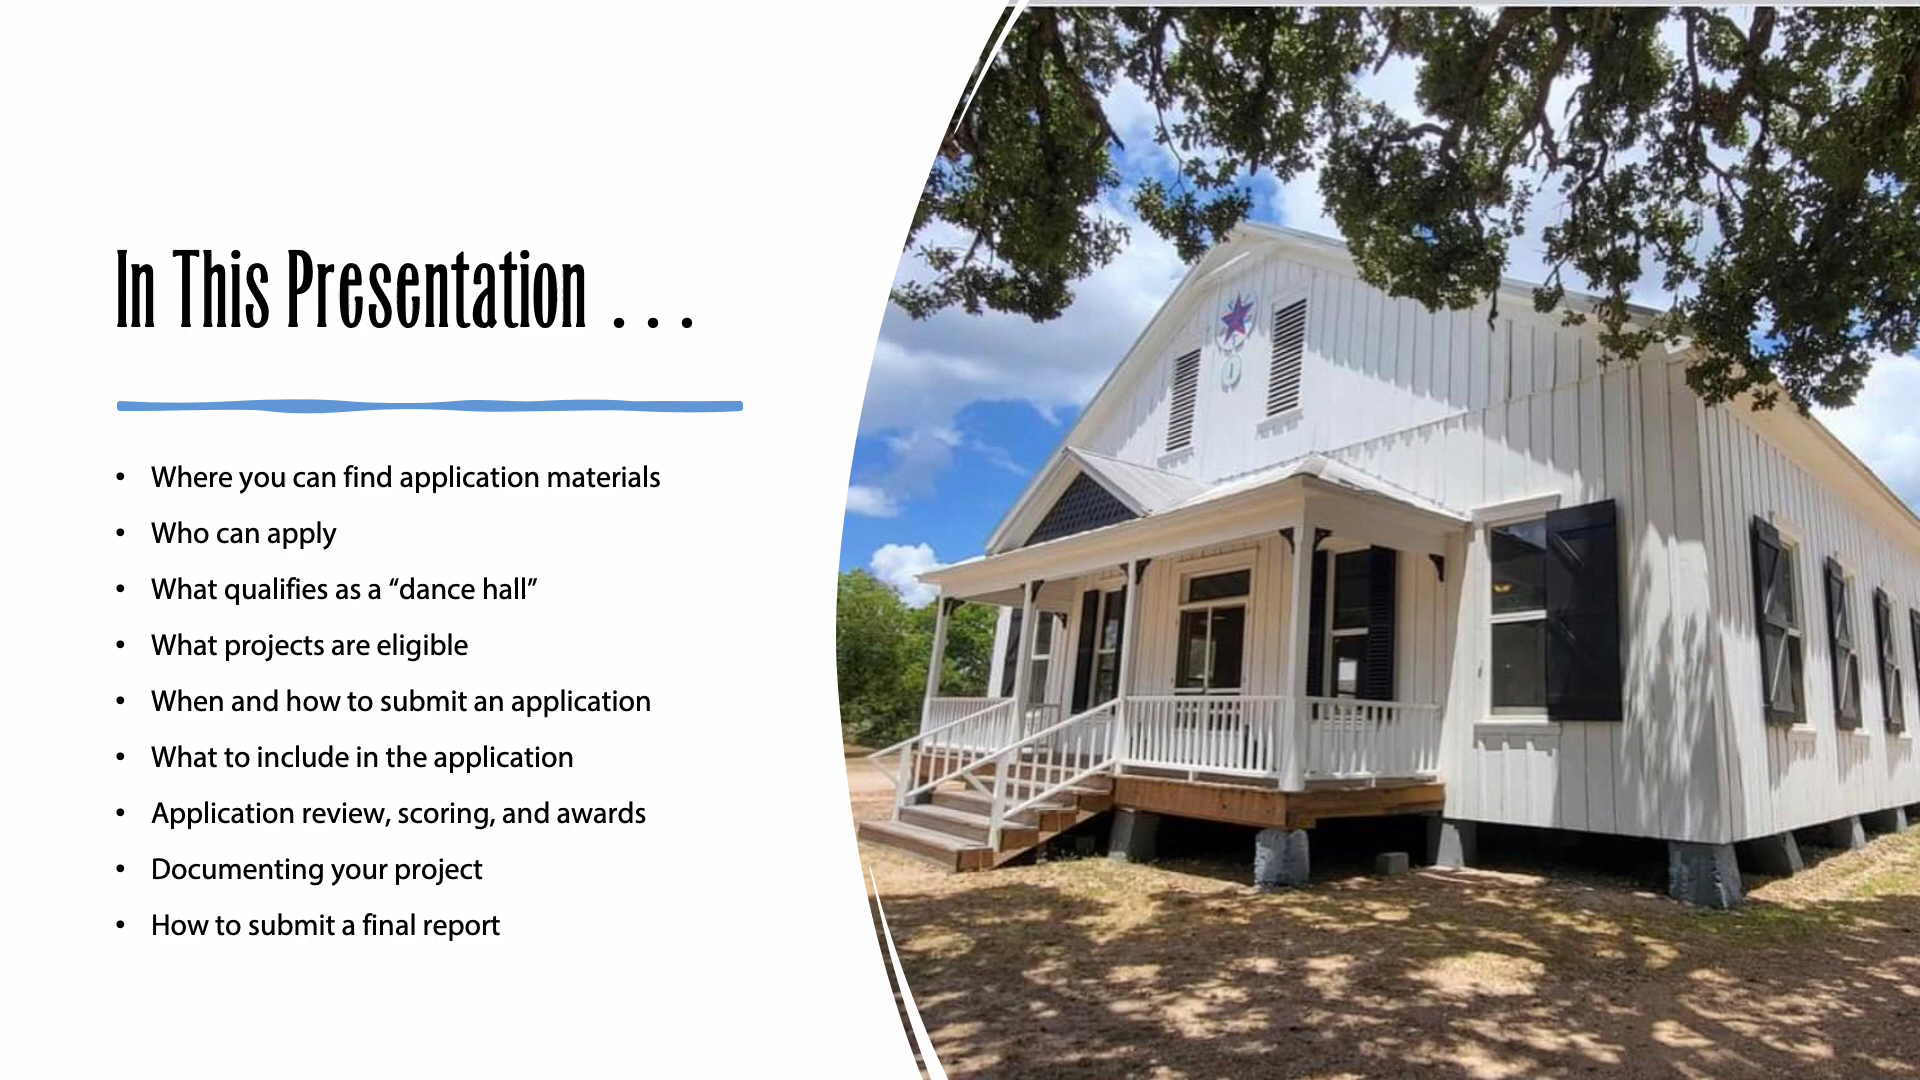 In This Presentation . . .
• Where you can find application materials
• Who can apply
• What qualifies as a “dance hall”
• What projects are eligible
• When and how to submit an application
• What to include in the application
• Application review, scoring, and awards
• Documenting your project
• How to submit a final report